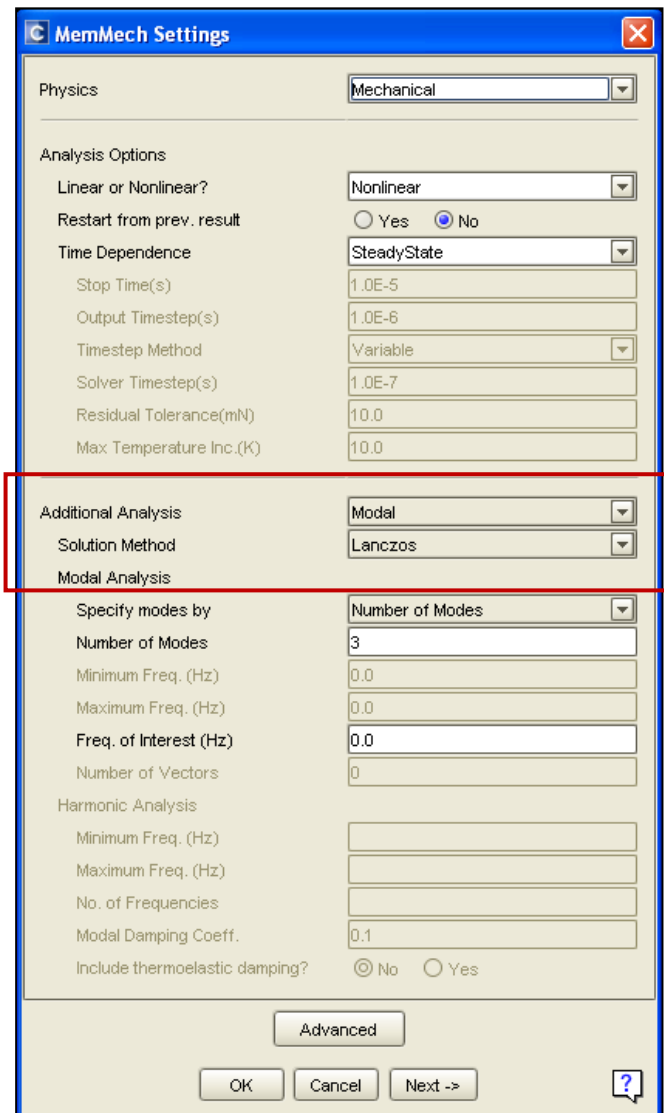 C MemMech Settings
Physics Mechanical
Analysis Options
Linear or Nonlinear? Nonlinear
Restart from prev. result Yes No
Time Dependence SteadyState
Stop Time(s) 1.0E-5
Output Timestep(s) 1.0E-6
Timestep Method Variable
Solver Timestep(s) 1.0E-7
Residual Tolerance(mN) 10.0
Max Temperature Inc.(K) 10.0
Additional Analysis Modal
Solution Method Lanczos
Modal Analysis
Specify modes by Number of Modes
Number of Modes 3
Minimum Freq. (Hz) 0.0
Maximum Freq. (Hz) 0.0
Freq. of Interest (Hz) 0.0
Number of Vectors 0
Harmonic Analysis
Minimum Freq. (Hz)
Maximum Freq. (Hz)
No. of Frequencies
Modal Damping Coeff. 0.1
Include thermoelastic damping? No Yes
Advanced
OK Cancel Next -> ?